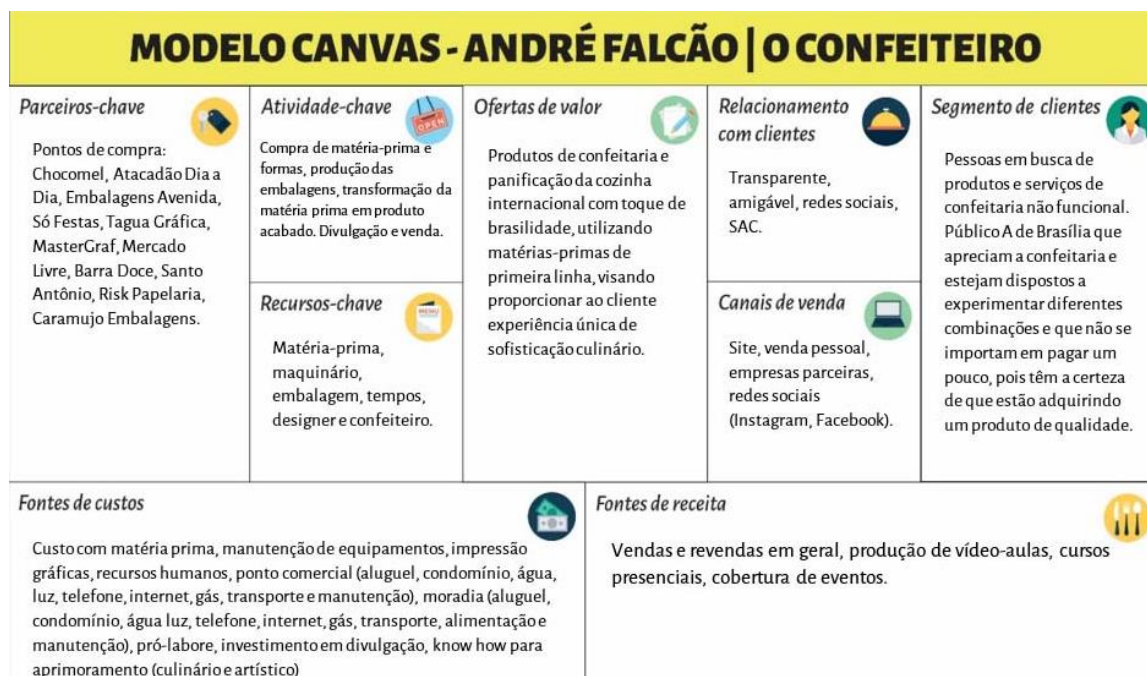 MODELO CANVAS - ANDRÉ FALCÃO | O CONFEITEIRO
Parceiros-chave
Pontos de compra:
Chocomel, Atacadão Dia a
Dia, Embalagens Avenida,
Só Festas, Tagua Gráfica,
MasterGraf, Mercado
Livre, Barra Doce, Santo
Antônio, Risk Papelaria,
Caramujo Embalagens.
Atividade-chave
OPEN
Compra de matéria-prima e
formas, produção das
embalagens, transformação da
matéria prima em produto
acabado. Divulgação e venda.
Recursos-chave
MENU
Matéria-prima,
maquinário,
embalagem, tempos,
designer e confeiteiro.
Ofertas de valor
Produtos de confeitaria e
panificação da cozinha
internacional com toque de
brasilidade, utilizando
matérias-primas de
primeira linha, visando
proporcionar ao cliente
experiência única de
sofisticação culinário.
Relacionamento
com clientes
Transparente,
amigável, redes sociais,
SAC.
Canais de venda
Site, venda pessoal,
empresas parceiras,
redes sociais
(Instagram, Facebook).
Segmento de clientes
Pessoas em busca de
produtos e serviços de
confeitaria não funcional.
Público A de Brasília que
apreciam a confeitaria e
estejam dispostos a
experimentar diferentes
combinações e que não se
importam em pagar um
pouco, pois têm a certeza
de que estão adquirindo
um produto de qualidade.
Fontes de custos
Custo com matéria prima, manutenção de equipamentos, impressão
gráficas, recursos humanos, ponto comercial (aluguel, condomínio, água,
luz, telefone, internet, gás, transporte e manutenção), moradia (aluguel,
condomínio, água luz, telefone, internet, gás, transporte, alimentação e
manutenção), pró-labore, investimento em divulgação, know how para
aprimoramento (culinário e artístico)
Fontes de receita
Vendas e revendas em geral, produção de vídeo-aulas, cursos
presenciais, cobertura de eventos.